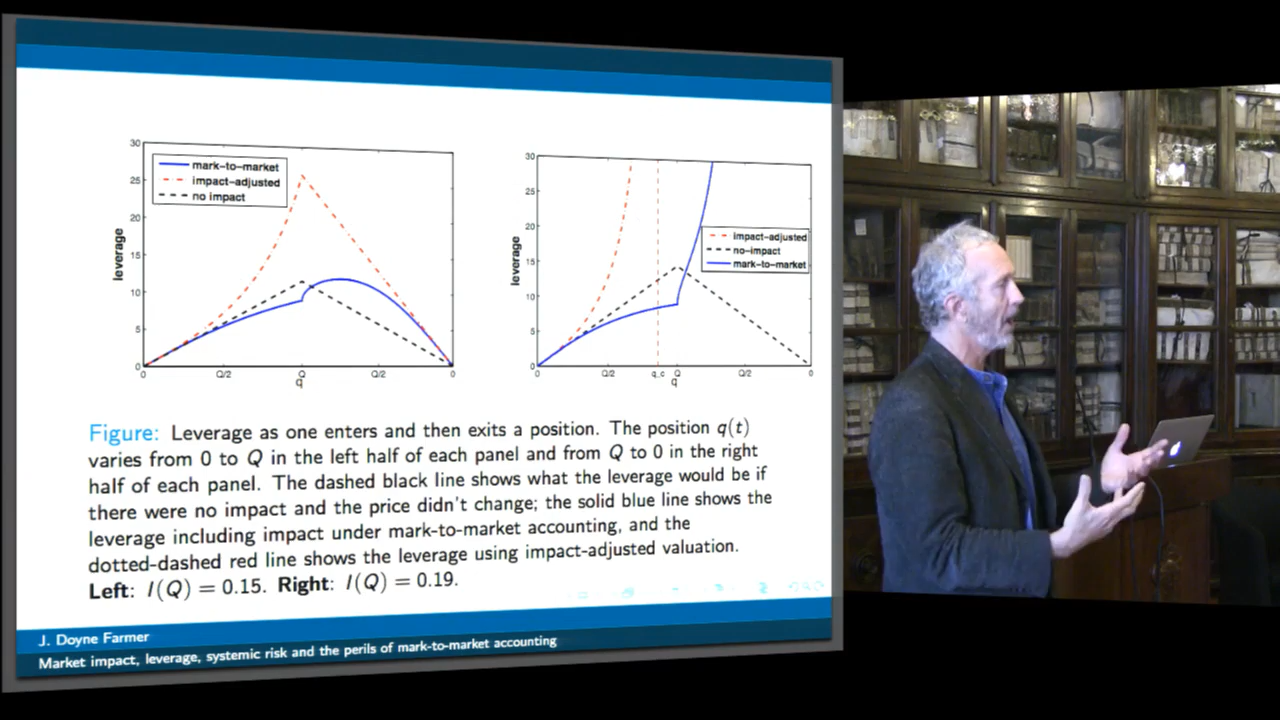 30
25
20
15
10
5
0
leverage
mark-to-market
impact-adjusted
no impact
0
Q/2
Q
q
Q/2
0
30
25
20
15
10
5
0
leverage
impact-adjusted
no-impact
mark-to-market
0
Q/2
q_c
Q
q
Q/2
0
Figure: Leverage as one enters and then exits a position. The position q(t)
varies from 0 to Q in the left half of each panel and from Q to 0 in the right
half of each panel. The dashed black line shows what the leverage would be if
there were no impact and the price didn't change; the solid blue line shows the
leverage including impact under mark-to-market accounting, and the
dotted-dashed red line shows the leverage using impact-adjusted valuation.
Left: I(Q) = 0.15. Right: I(Q) = 0.19.
J. Doyne Farmer
Market impact, leverage, systemic risk and the perils of mark-to-market accounting